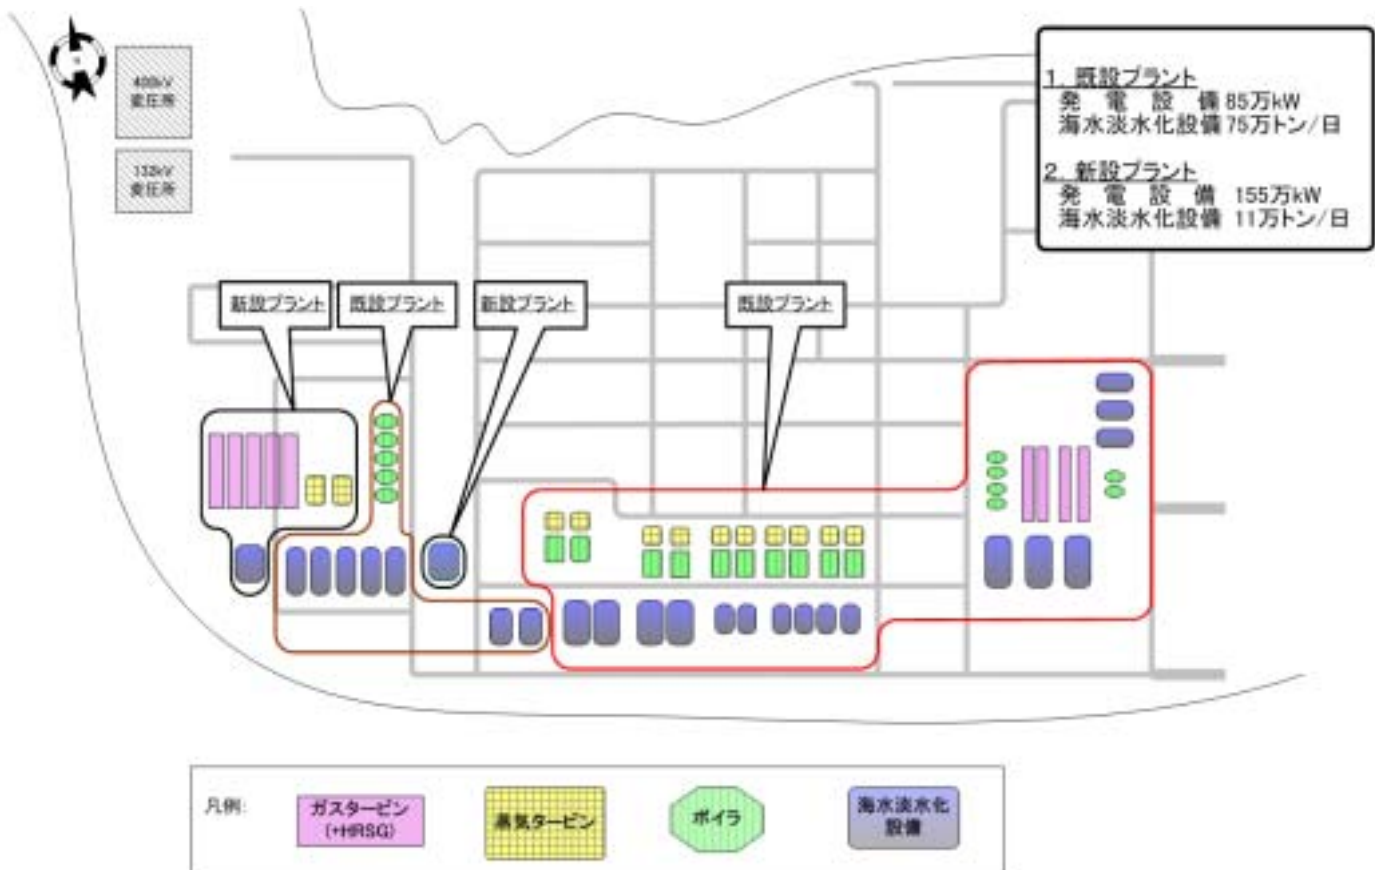 400kV
変圧所
132kV
変圧所
1. 既設プラント
発 電 設 備 85万kW
海水淡水化設備 75万トン/日
2. 新設プラント
発 電 設 備 155万kW
海水淡水化設備 11万トン/日
新設プラント
既設プラント
新設プラント
既設プラント
凡例:
ガスタービン
(+HRSG)
蒸気タービン
ボイラ
海水淡水化
設備